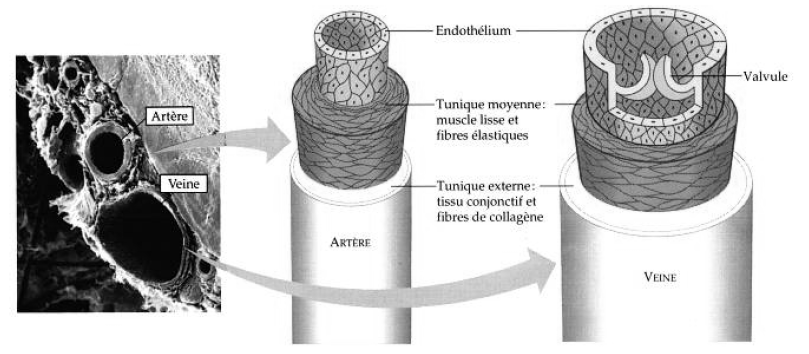 Artère
Veine
Endothélium
Tunique moyenne:
muscle lisse et
fibres élastiques
Tunique externe:
tissu conjonctif et
fibres de collagène
ARTÈRE
Valvule
VEINE